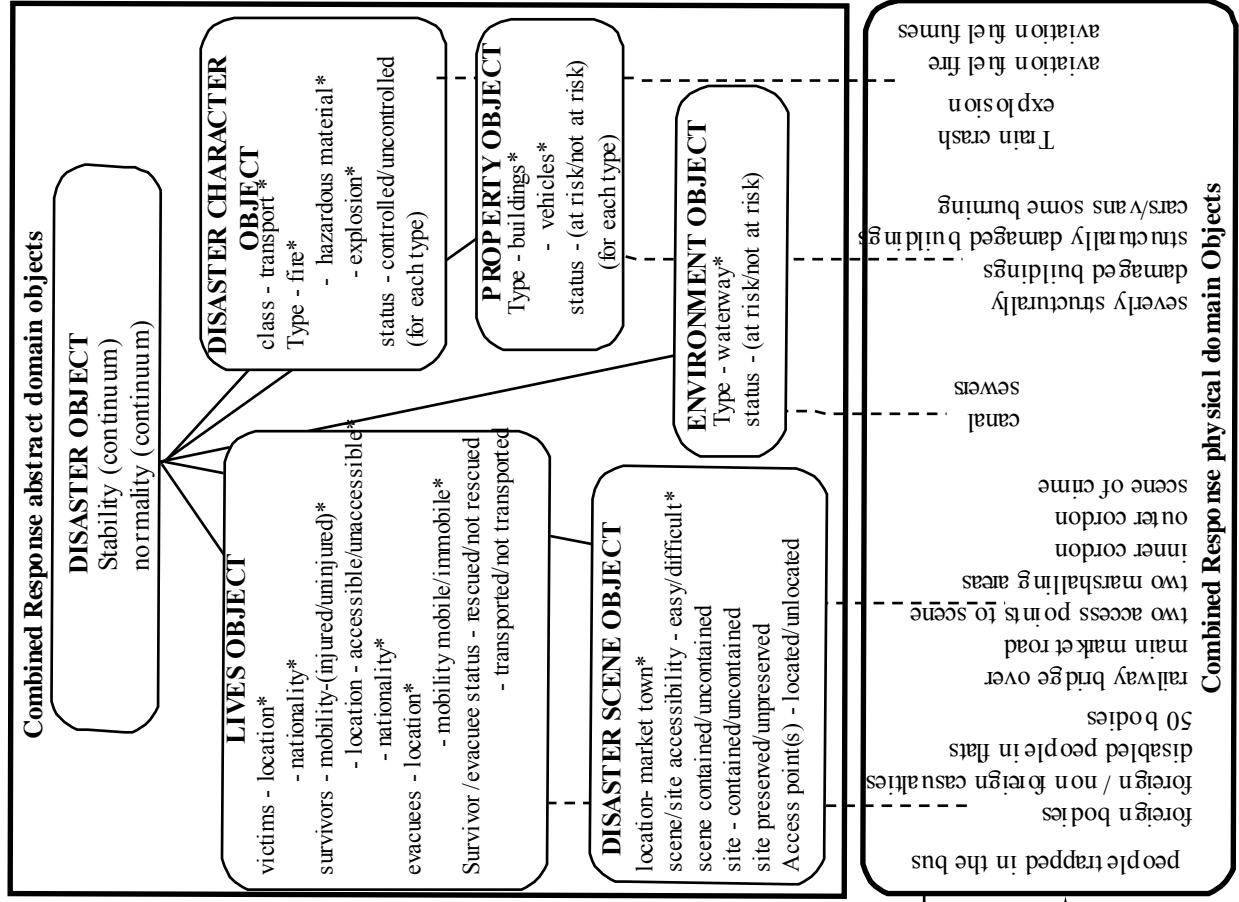 Combined Response abstract domain objects
DISASTER OBJECT
Stability (continuum)
normality (continuum)
LIVES OBJECT
victims - location*
- nationality*
survivors - mobility-(injured/uninjured)*
- location - accessible/unaccessible*
- nationality*
evacuees - location*
- mobility mobile/immobile*
Survivor /evacuee status - rescued/not rescued
- transported/not transported
DISASTER CHARACTER
OBJECT
class - transport*
Type - fire*
- hazardous material*
- explosion*
status - controlled/uncontrolled
(for each type)
DISASTER SCENE OBJECT
location- market town*
scene/site accessibility - easy/difficult*
scene contained/uncontained
site - contained/uncontained
site preserved/unpreserved
Access point(s) - located/unlocated
PROPERTY OBJECT
Type - buildings*
- vehicles*
status - (at risk/not at risk)
(for each type)
ENVIRONMENT OBJECT
Type - waterway*
status - (at risk/not at risk)
people trapped in the bus
foreign bodies
foreign / non foreign casualties
disabled people in flats
50 bodies
railway bridge over
main market road
two access points to scene
two marshalling areas
inner cordon
outer cordon
scene of crime
canal
sewers
severly structurally
damaged buildings
structurally damaged buildings
cars/vans some burning
Train crash
explosion
aviation fuel fire
aviation fuel fumes
Combined Response physical domain Objects